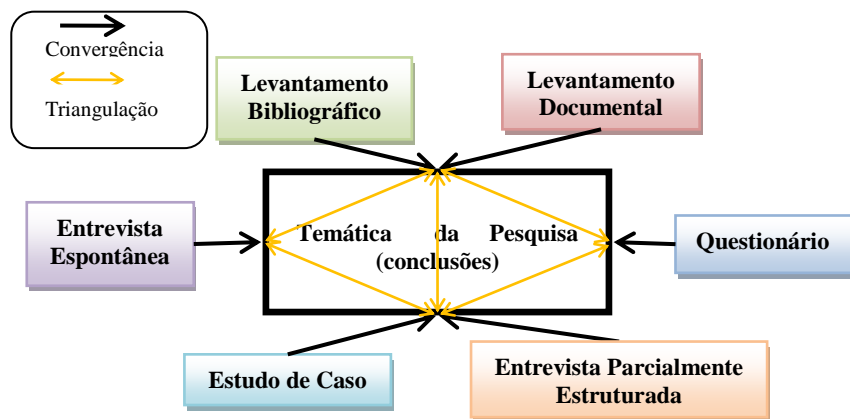 Convergência
Triangulação
Levantamento
Bibliográfico
Levantamento
Documental
Entrevista
Espontânea
Temática da Pesquisa
(conclusões)
Questionário
Estudo de Caso
Entrevista Parcialmente
Estruturada